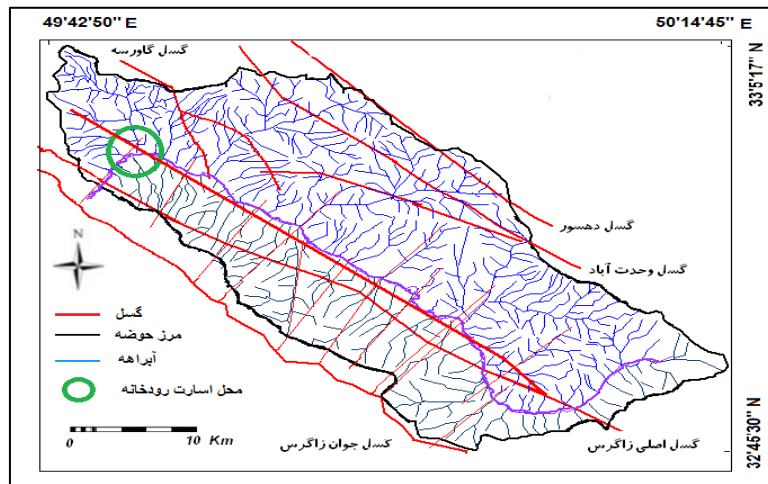 49°42'50'' E
50°14'45'' E
33°5'17'' N
گسل گاورسه
گسل دهسور
گسل وحدت آباد
N
گسل
مرز حوضه
آبراهه
محل اسارت رودخانه
0 10 Km
گسل جوان زاگرس
گسل اصلی زاگرس
32°45'30'' N